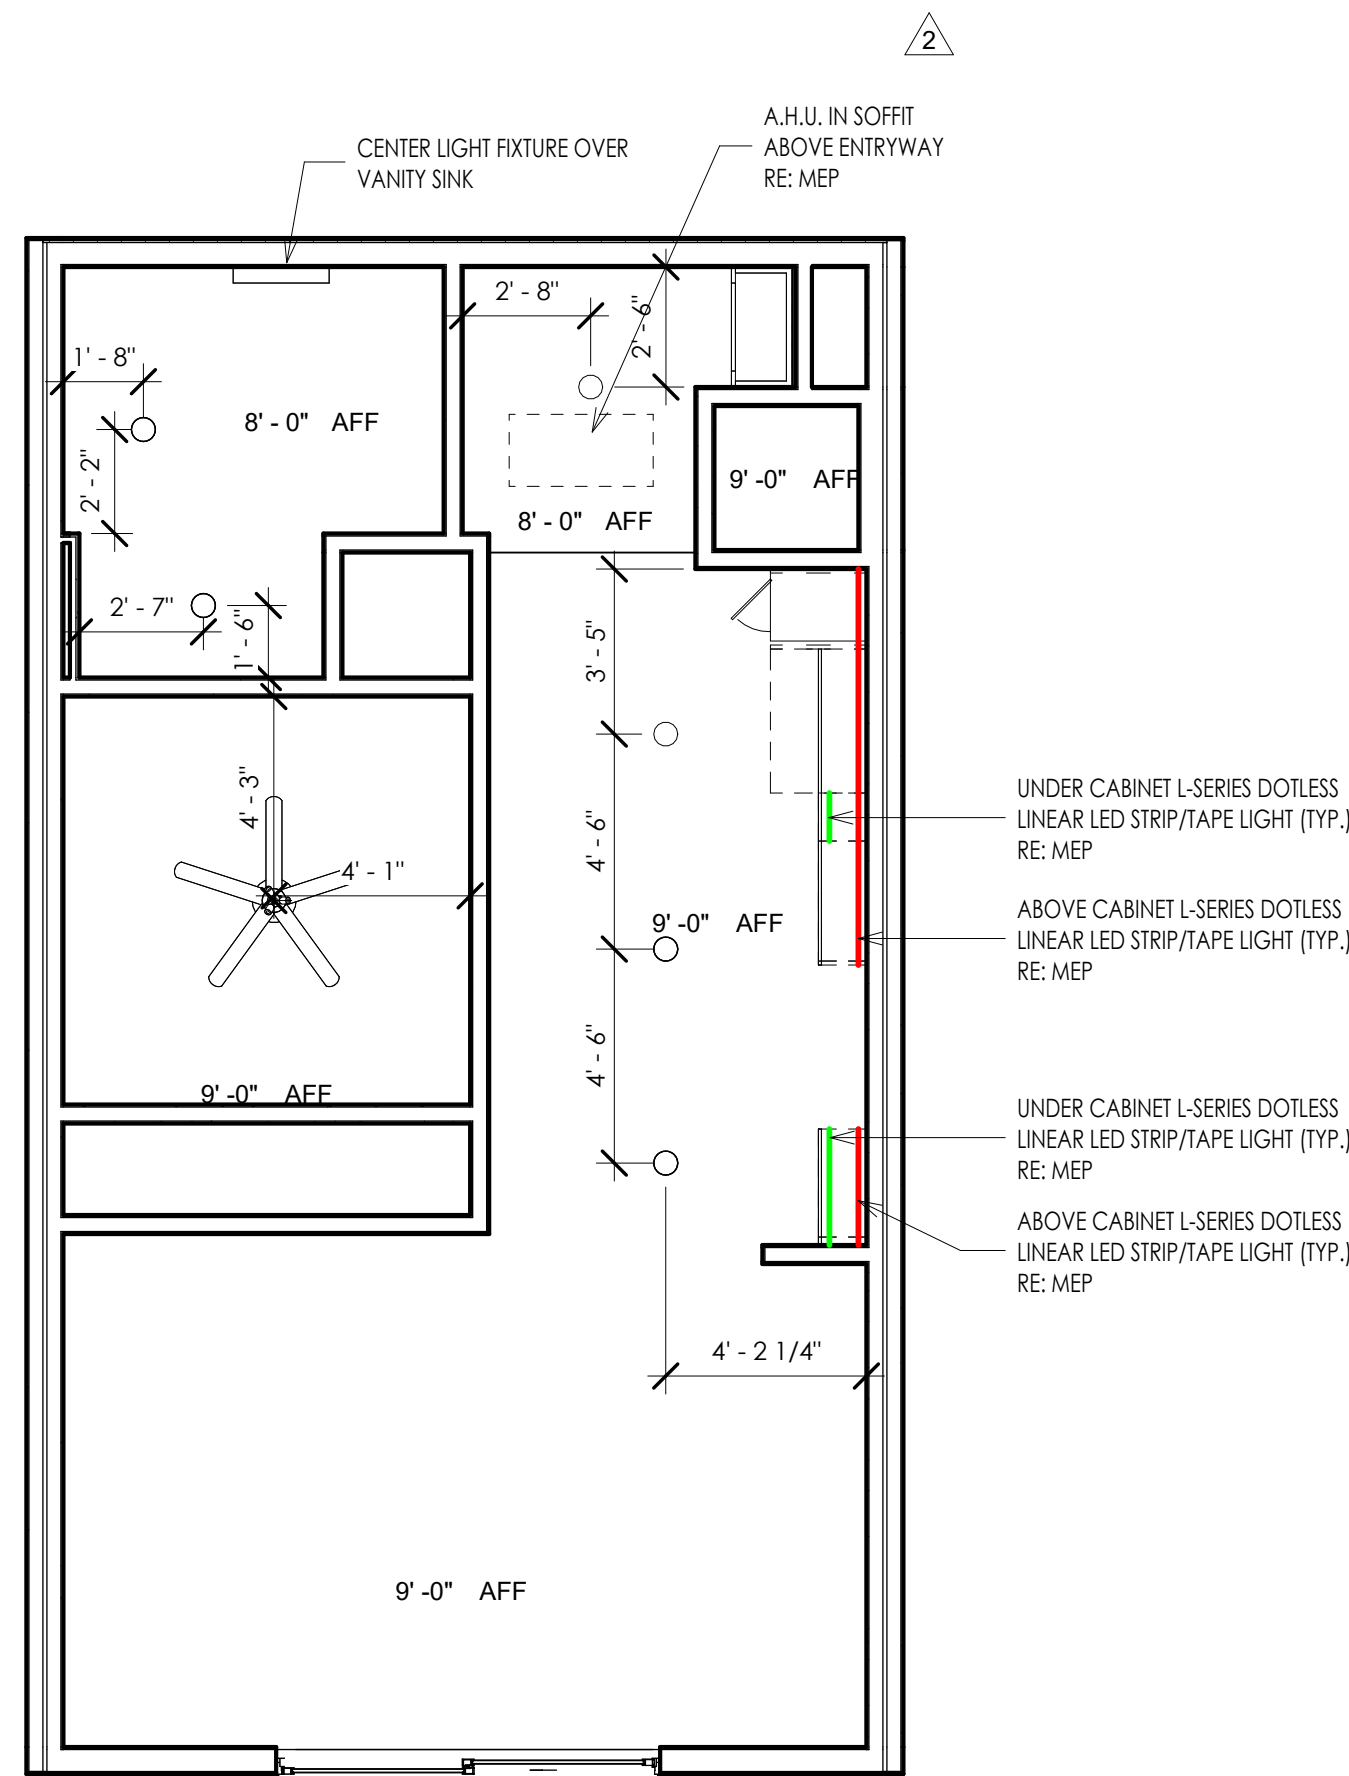 2
A.H.U. IN SOFFIT
ABOVE ENTRYWAY
RE: MEP
CENTER LIGHT FIXTURE OVER
VANITY SINK
2' - 8"
2' - 6"
1' - 8"
8' - 0" AFF
2' - 2"
9' -0" AFF
8' - 0" AFF
2' - 7"
1' - 6"
3' - 5"
4' - 3"
4' - 1"
4' - 6"
9' -0" AFF
4' - 6"
UNDER CABINET L-SERIES DOTLESS
LINEAR LED STRIP/TAPE LIGHT (TYP.)
RE: MEP
ABOVE CABINET L-SERIES DOTLESS
LINEAR LED STRIP/TAPE LIGHT (TYP.)
RE: MEP
9' -0" AFF
UNDER CABINET L-SERIES DOTLESS
LINEAR LED STRIP/TAPE LIGHT (TYP.)
RE: MEP
ABOVE CABINET L-SERIES DOTLESS
LINEAR LED STRIP/TAPE LIGHT (TYP.)
RE: MEP
4' - 2 1/4"
9' -0" AFF